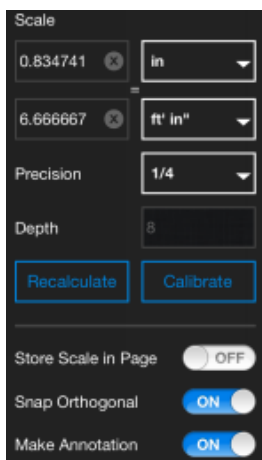 Scale
0.834741 in
=
6.666667 ft' in"
Precision 1/4
Depth 8
Recalculate Calibrate
Store Scale in Page OFF
Snap Orthogonal ON
Make Annotation ON